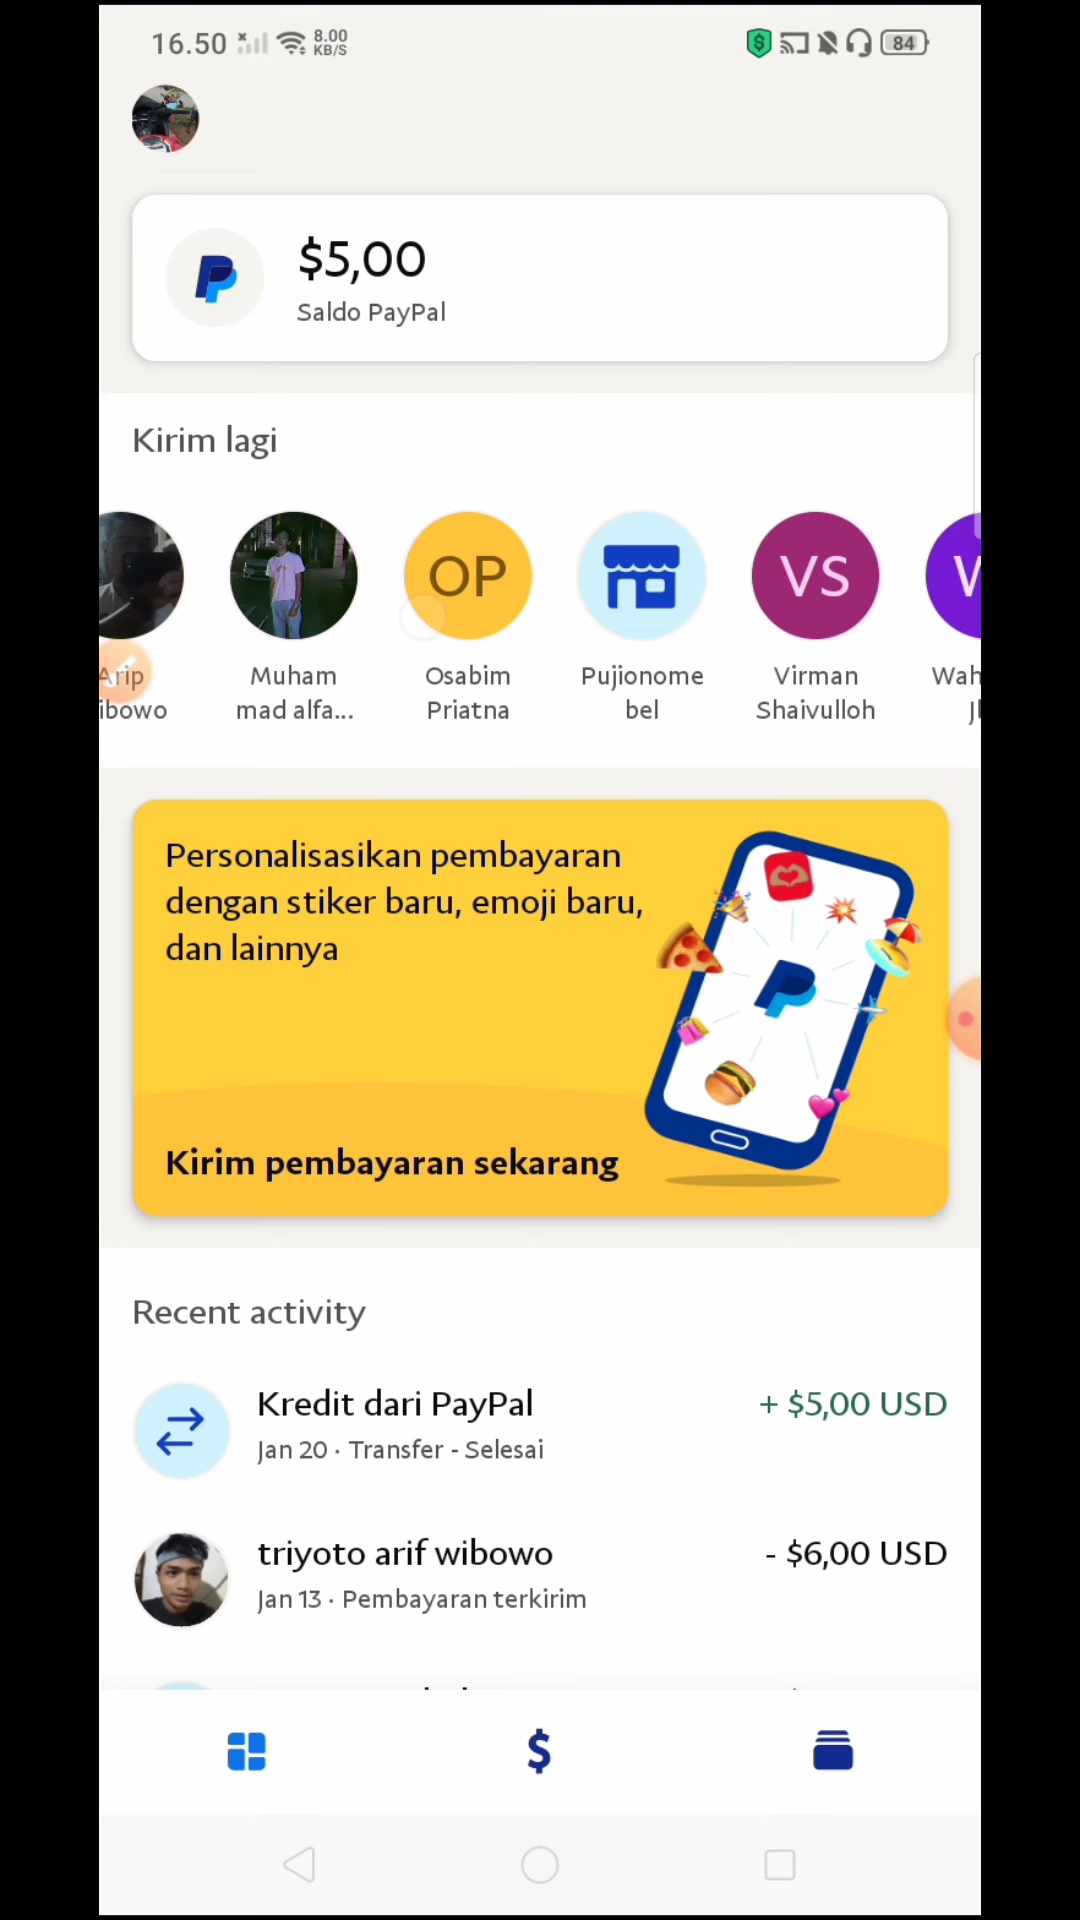 16.50 8.00 KB/S 84
$5,00
Saldo PayPal
Kirim lagi
OP VS
Arip Muham Osabim Pujionome Virman Wah
ibowo mad alfa... Priatna bel Shaivulloh
Personalisasikan pembayaran
dengan stiker baru, emoji baru,
dan lainnya
Kirim pembayaran sekarang
Recent activity
Kredit dari PayPal + $5,00 USD
Jan 20 · Transfer - Selesai
triyoto arif wibowo - $6,00 USD
Jan 13 · Pembayaran terkirim